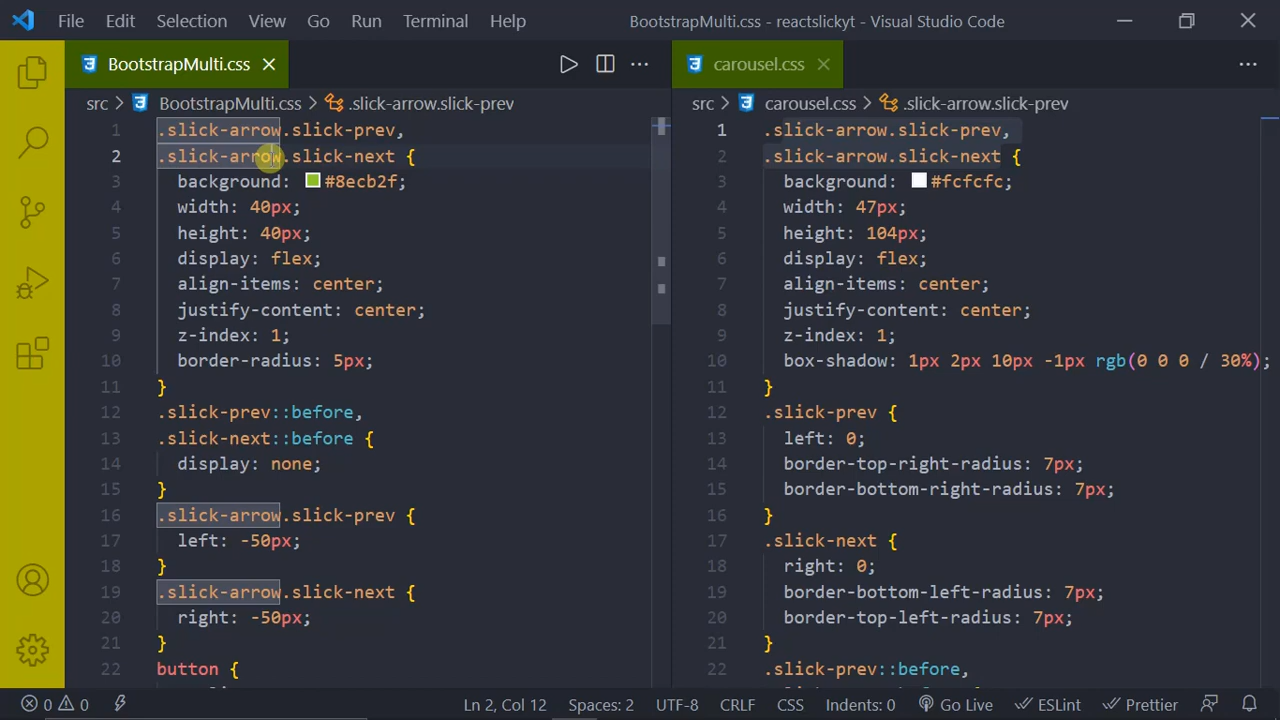 File Edit Selection View Go Run Terminal Help BootstrapMulti.css - reactslickyt - Visual Studio Code
BootstrapMulti.css
src > BootstrapMulti.css > .slick-arrow.slick-prev
1 .slick-arrow.slick-prev,
2 .slick-arrow.slick-next {
3 background: #8ecb2f;
4 width: 40px;
5 height: 40px;
6 display: flex;
7 align-items: center;
8 justify-content: center;
9 z-index: 1;
10 border-radius: 5px;
11 }
12 .slick-prev::before,
13 .slick-next::before {
14 display: none;
15 }
16 .slick-arrow.slick-prev {
17 left: -50px;
18 }
19 .slick-arrow.slick-next {
20 right: -50px;
21 }
22 button {
carousel.css
src > carousel.css > .slick-arrow.slick-prev
1 .slick-arrow.slick-prev,
2 .slick-arrow.slick-next {
3 background: #fcfcfc;
4 width: 47px;
5 height: 104px;
6 display: flex;
7 align-items: center;
8 justify-content: center;
9 z-index: 1;
10 box-shadow: 1px 2px 10px -1px rgb(0 0 0 / 30%);
11 }
12 .slick-prev {
13 left: 0;
14 border-top-right-radius: 7px;
15 border-bottom-right-radius: 7px;
16 }
17 .slick-next {
18 right: 0;
19 border-bottom-left-radius: 7px;
20 border-top-left-radius: 7px;
21 }
22 .slick-prev::before,
0 0 Ln 2, Col 12 Spaces: 2 UTF-8 CRLF CSS Indents: 0 Go Live ESLint Prettier